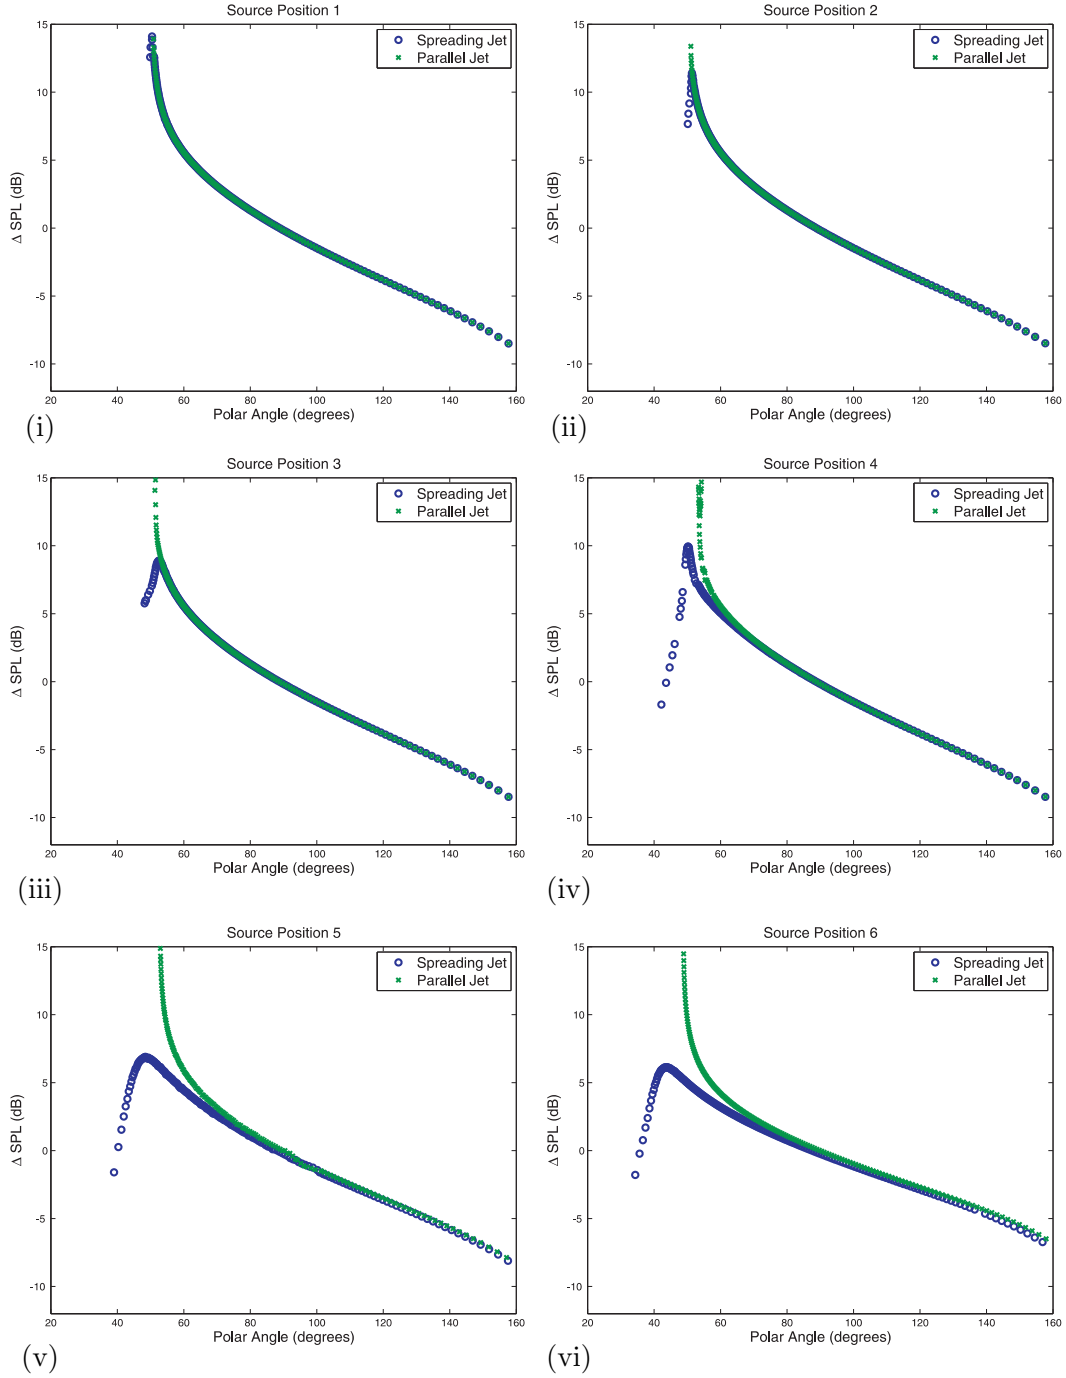 Source Position 1
15
10
5
0
-5
-10
Δ SPL (dB)
20 40 60 80 100 120 140 160
Polar Angle (degrees)
Spreading Jet
Parallel Jet
(i)
Source Position 2
15
10
5
0
-5
-10
Δ SPL (dB)
20 40 60 80 100 120 140 160
Polar Angle (degrees)
Spreading Jet
Parallel Jet
(ii)
Source Position 3
15
10
5
0
-5
-10
Δ SPL (dB)
20 40 60 80 100 120 140 160
Polar Angle (degrees)
Spreading Jet
Parallel Jet
(iii)
Source Position 4
15
10
5
0
-5
-10
Δ SPL (dB)
20 40 60 80 100 120 140 160
Polar Angle (degrees)
Spreading Jet
Parallel Jet
(iv)
Source Position 5
15
10
5
0
-5
-10
Δ SPL (dB)
20 40 60 80 100 120 140 160
Polar Angle (degrees)
Spreading Jet
Parallel Jet
(v)
Source Position 6
15
10
5
0
-5
-10
Δ SPL (dB)
20 40 60 80 100 120 140 160
Polar Angle (degrees)
Spreading Jet
Parallel Jet
(vi)